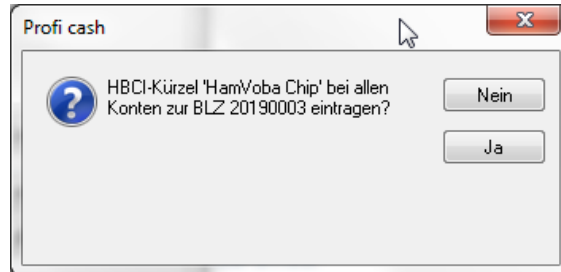 Profi cash
HBCI-Kürzel 'HamVoba Chip' bei allen
Konten zur BLZ 20190003 eintragen?
Nein
Ja